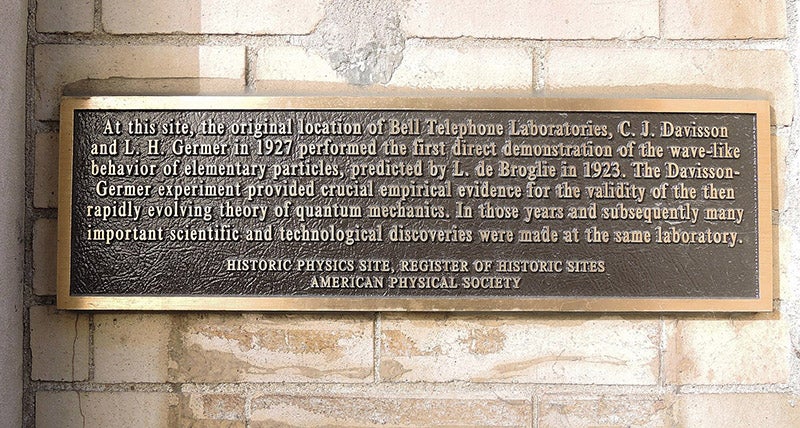 At this site, the original location of Bell Telephone Laboratories, C. J. Davisson
and L. H. Germer in 1927 performed the first direct demonstration of the wave-like
behavior of elementary particles, predicted by L. de Broglie in 1923. The Davisson-
Germer experiment provided crucial empirical evidence for the validity of the then
rapidly evolving theory of quantum mechanics. In those years and subsequently many
important scientific and technological discoveries were made at the same laboratory.
HISTORIC PHYSICS SITE, REGISTER OF HISTORIC SITES
AMERICAN PHYSICAL SOCIETY